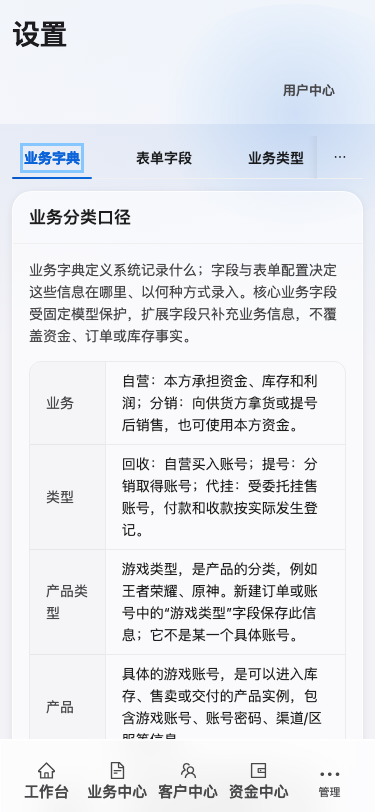 设置
用户中心
业务字典 表单字段 业务类型 ···
业务分类口径
业务字典定义系统记录什么；字段与表单配置决定
这些信息在哪里、以何种方式录入。核心业务字段
受固定模型保护，扩展字段只补充业务信息，不覆
盖资金、订单或库存事实。
业务
自营：本方承担资金、库存和利
润；分销：向供货方拿货或提号
后销售，也可使用本方资金。
类型
回收：自营买入账号；提号：分
销取得账号；代挂：受委托挂售
账号，付款和收款按实际发生登
记。
产品类
型
游戏类型，是产品的分类，例如
王者荣耀、原神。新建订单或账
号中的“游戏类型”字段保存此信
息；它不是某一个具体账号。
产品
具体的游戏账号，是可以进入库
存、售卖或交付的产品实例，包
含游戏账号、账号密码、渠道/区
服等信息
工作台 业务中心 客户中心 资金中心 管理